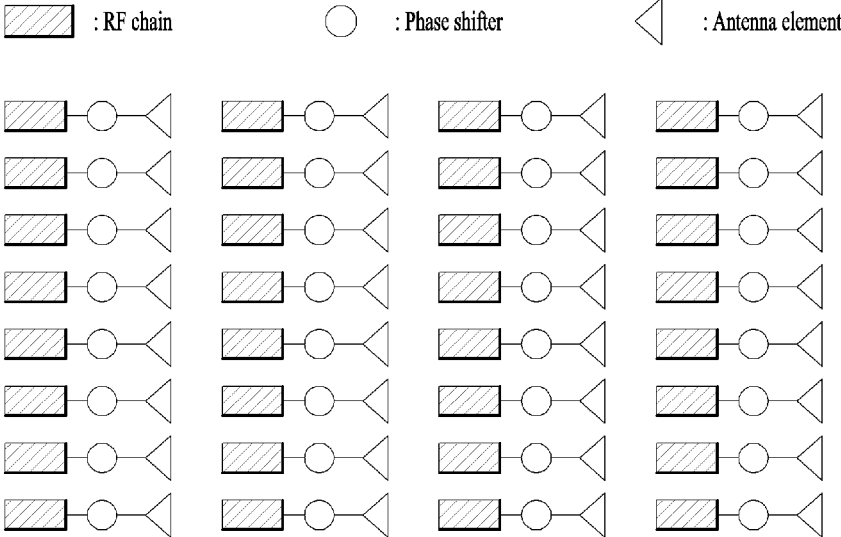 : RF chain
: Phase shifter
: Antenna element